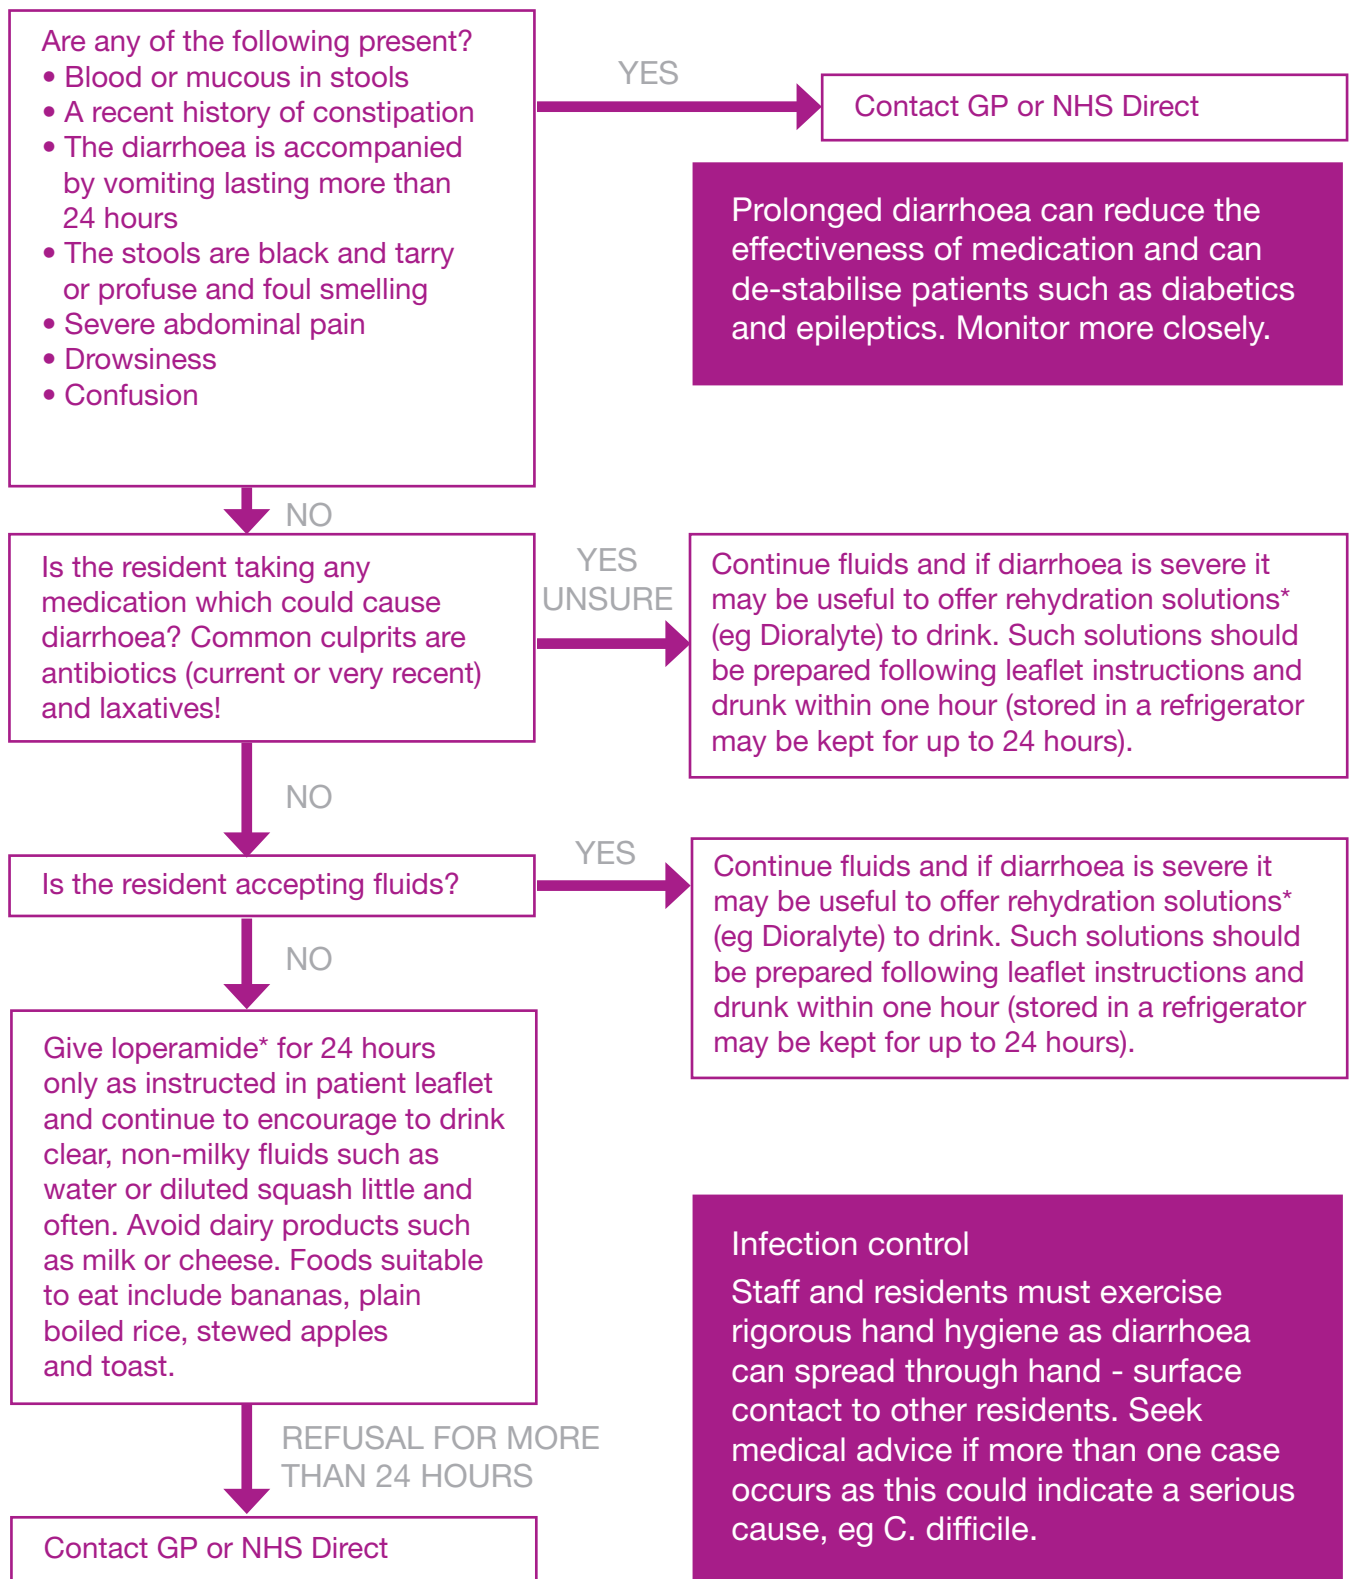 Are any of the following present?
• Blood or mucous in stools
• A recent history of constipation
• The diarrhoea is accompanied
by vomiting lasting more than
24 hours
• The stools are black and tarry
or profuse and foul smelling
• Severe abdominal pain
• Drowsiness
• Confusion
YES
Contact GP or NHS Direct
Prolonged diarrhoea can reduce the
effectiveness of medication and can
de-stabilise patients such as diabetics
and epileptics. Monitor more closely.
NO
Is the resident taking any
medication which could cause
diarrhoea? Common culprits are
antibiotics (current or very recent)
and laxatives!
YES
UNSURE
Continue fluids and if diarrhoea is severe it
may be useful to offer rehydration solutions*
(eg Dioralyte) to drink. Such solutions should
be prepared following leaflet instructions and
drunk within one hour (stored in a refrigerator
may be kept for up to 24 hours).
NO
Is the resident accepting fluids?
YES
Continue fluids and if diarrhoea is severe it
may be useful to offer rehydration solutions*
(eg Dioralyte) to drink. Such solutions should
be prepared following leaflet instructions and
drunk within one hour (stored in a refrigerator
may be kept for up to 24 hours).
NO
Give loperamide* for 24 hours
only as instructed in patient leaflet
and continue to encourage to drink
clear, non-milky fluids such as
water or diluted squash little and
often. Avoid dairy products such
as milk or cheese. Foods suitable
to eat include bananas, plain
boiled rice, stewed apples
and toast.
REFUSAL FOR MORE
THAN 24 HOURS
Contact GP or NHS Direct
Infection control
Staff and residents must exercise
rigorous hand hygiene as diarrhoea
can spread through hand - surface
contact to other residents. Seek
medical advice if more than one case
occurs as this could indicate a serious
cause, eg C. difficile.